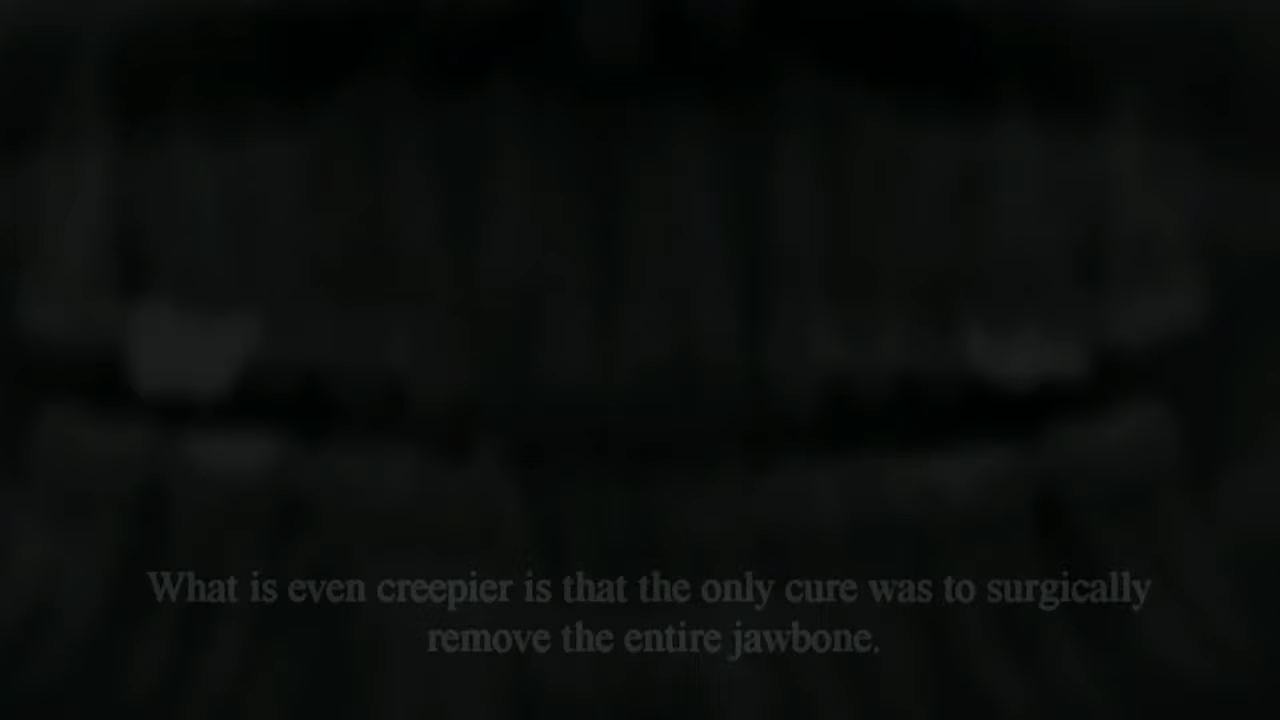 What is even creepier is that the only cure was to surgically
remove the entire jawbone.